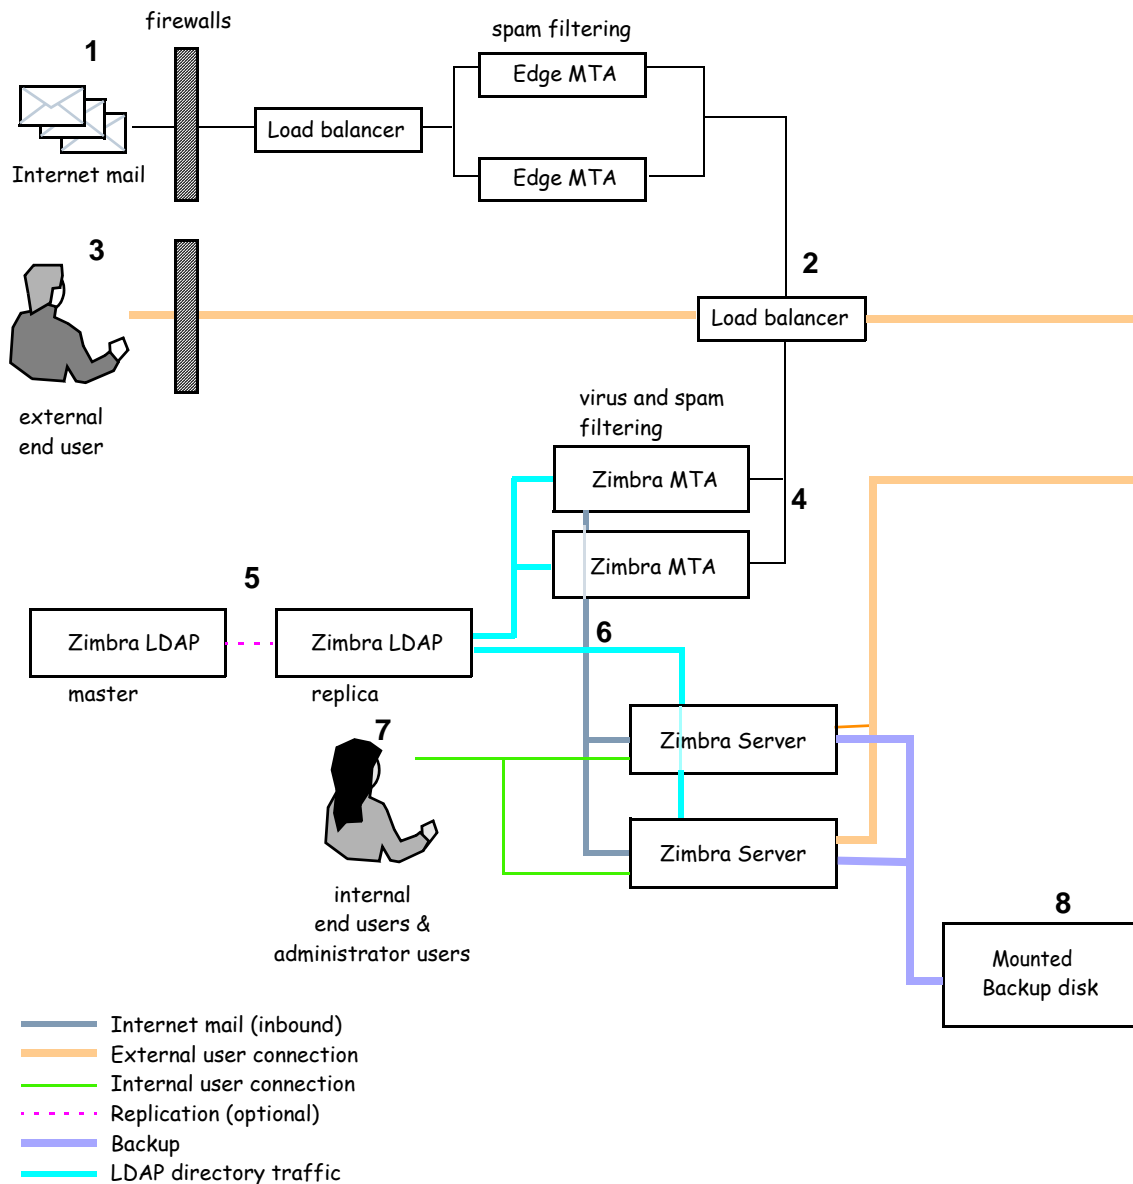 firewalls
spam filtering
1
Edge MTA
Load balancer
Internet mail
Edge MTA
3
2
Load balancer
external
end user
virus and spam
filtering
Zimbra MTA
4
Zimbra MTA
5
6
Zimbra LDAP
Zimbra LDAP
master
replica
7
Zimbra Server
Zimbra Server
internal
end users &
administrator users
8
Mounted
Backup disk
Internet mail (inbound)
External user connection
Internal user connection
Replication (optional)
Backup
LDAP directory traffic